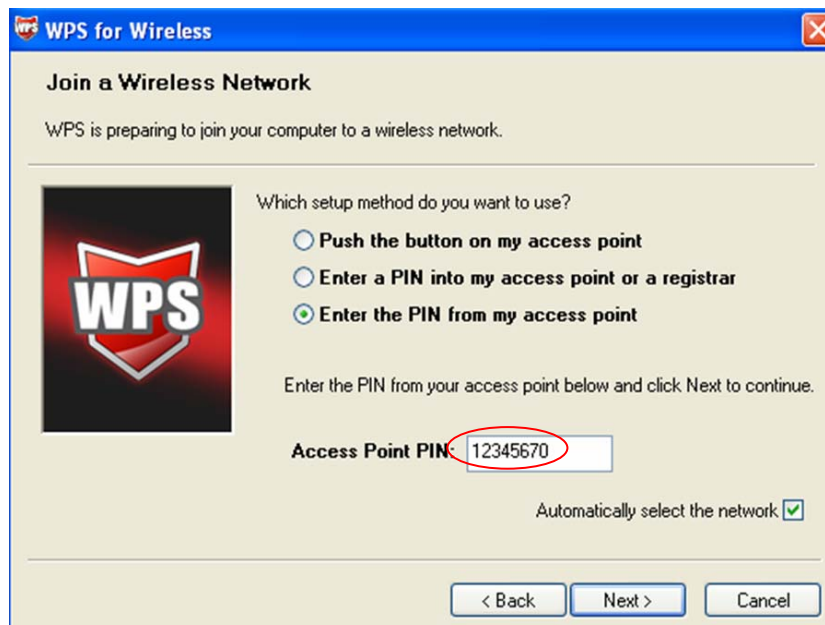 WPS WPS for Wireless
Join a Wireless Network
WPS is preparing to join your computer to a wireless network.
Which setup method do you want to use?
Push the button on my access point
Enter a PIN into my access point or a registrar
Enter the PIN from my access point
WPS
Enter the PIN from your access point below and click Next to continue.
Access Point PIN: 12345670
Automatically select the network
< Back Next > Cancel